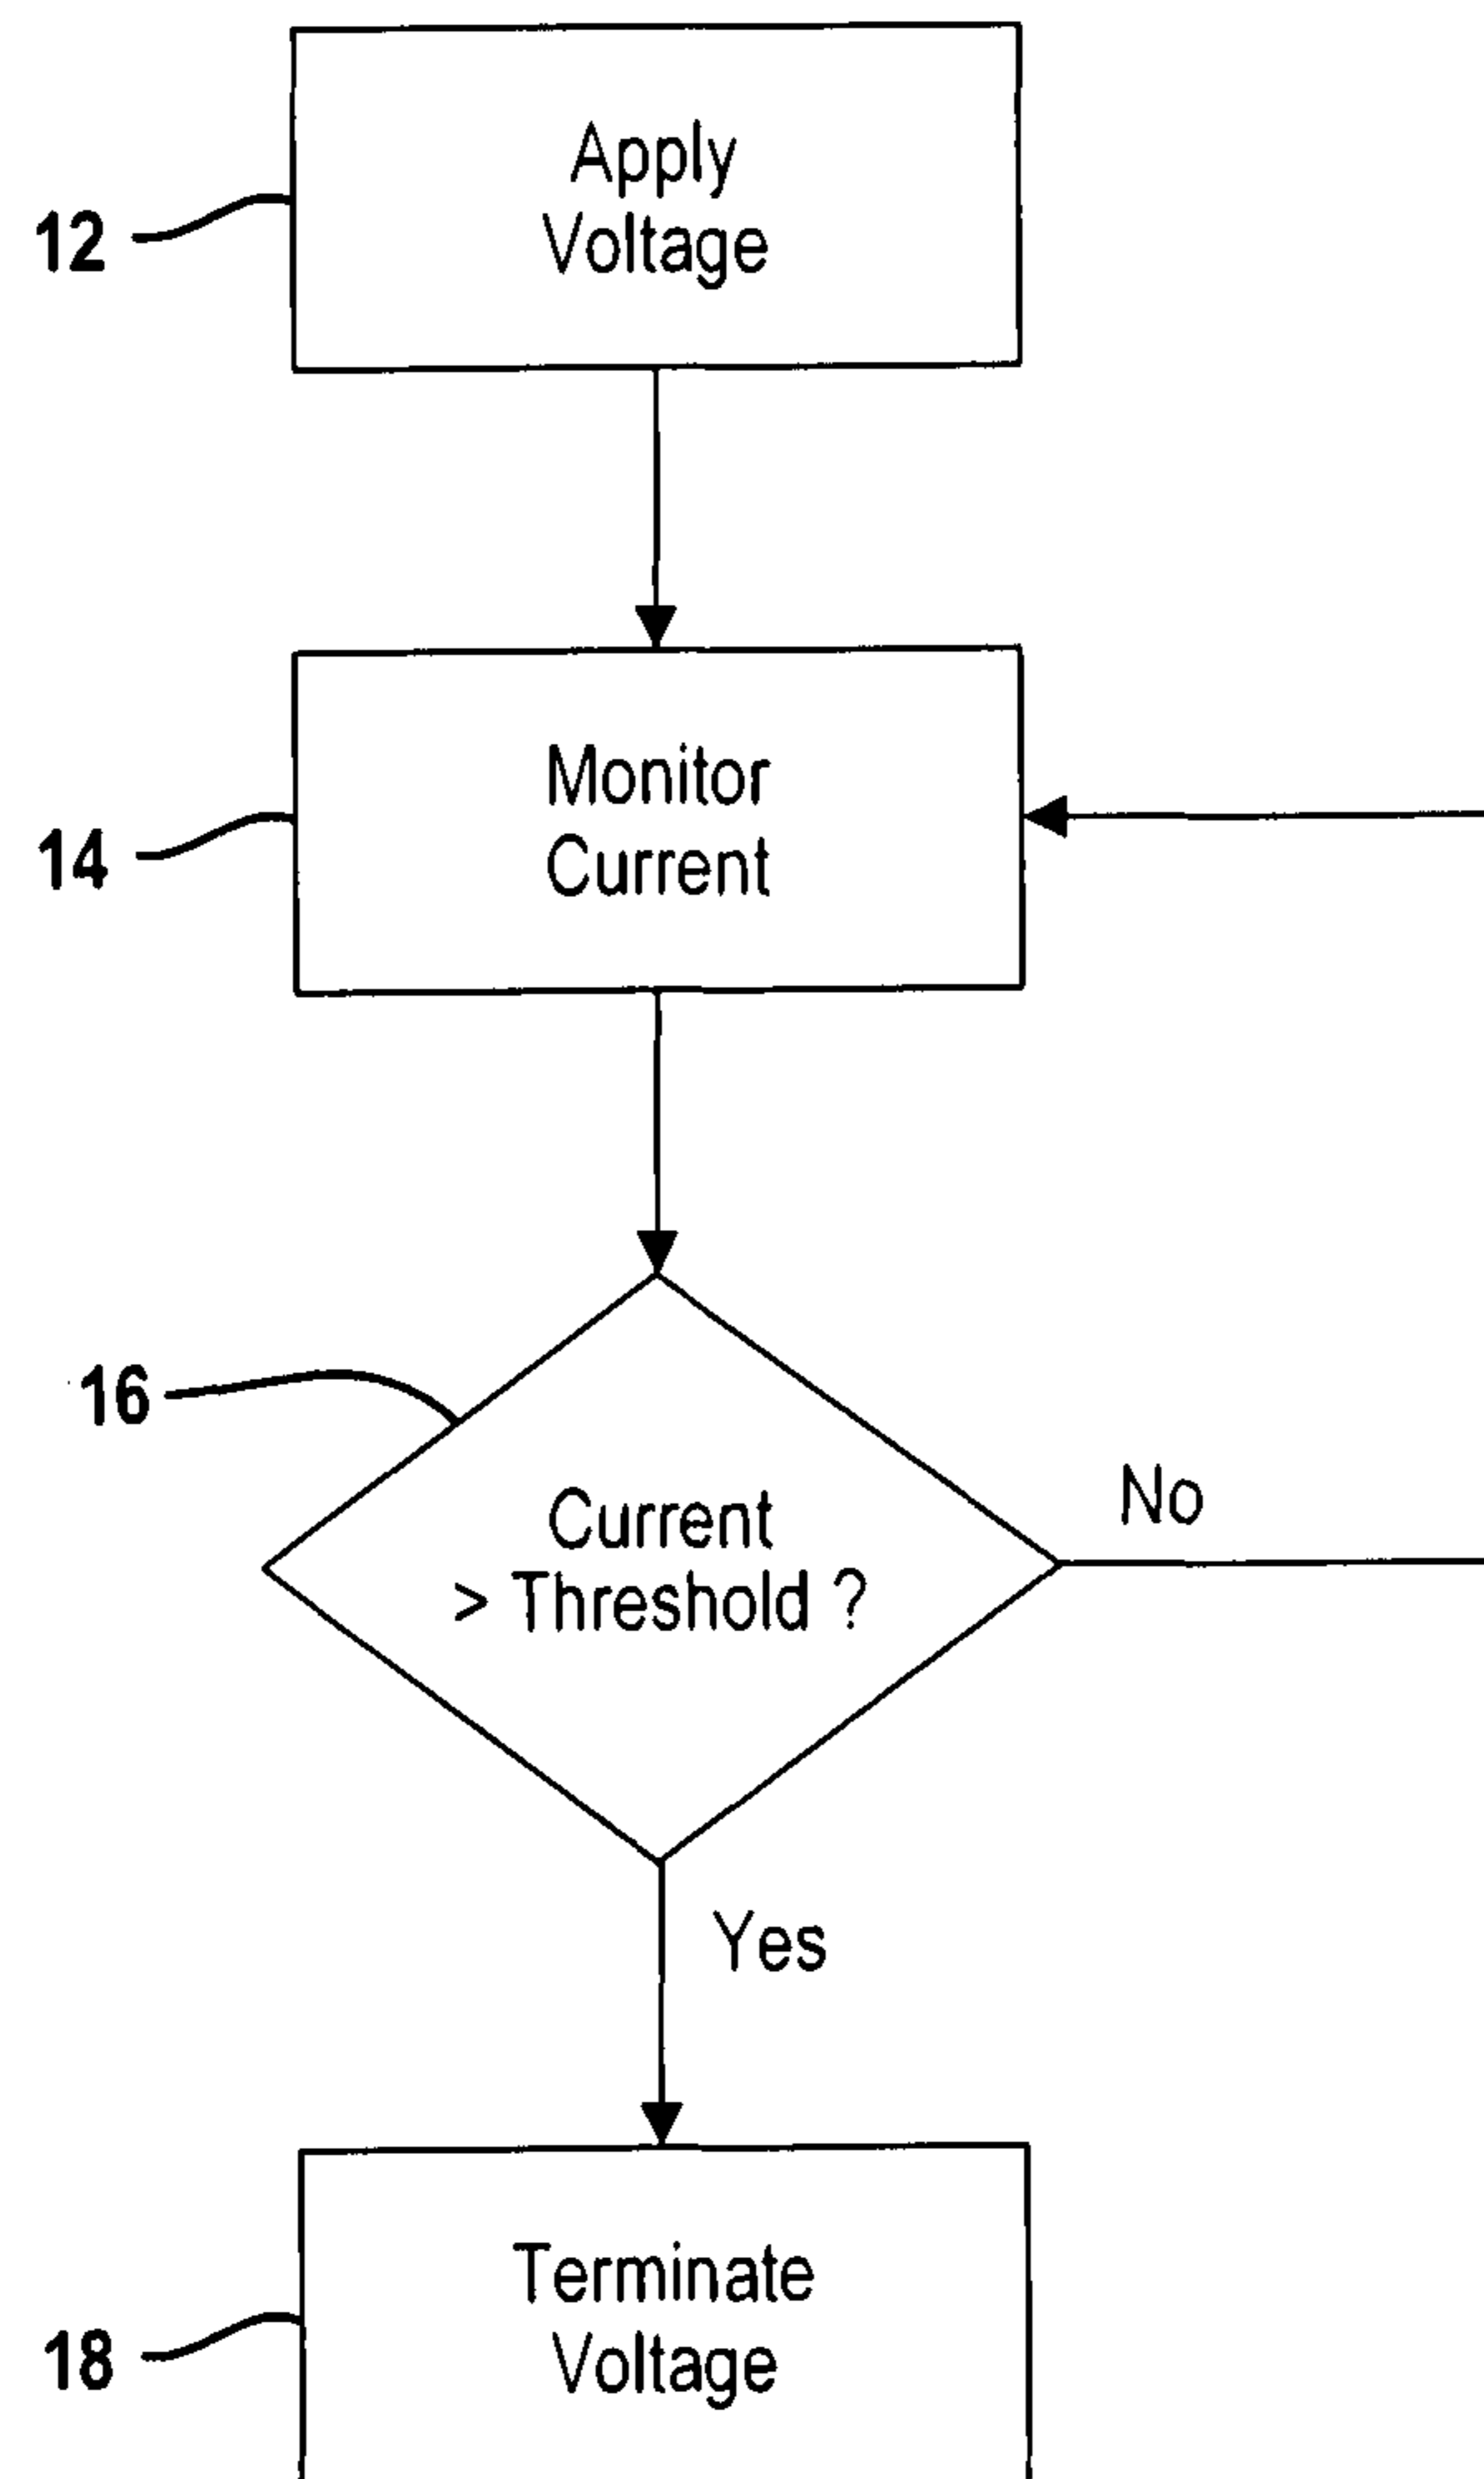 Apply
Voltage
12
Monitor
Current
14
16
Current
> Threshold ?
No
Yes
Terminate
Voltage
18